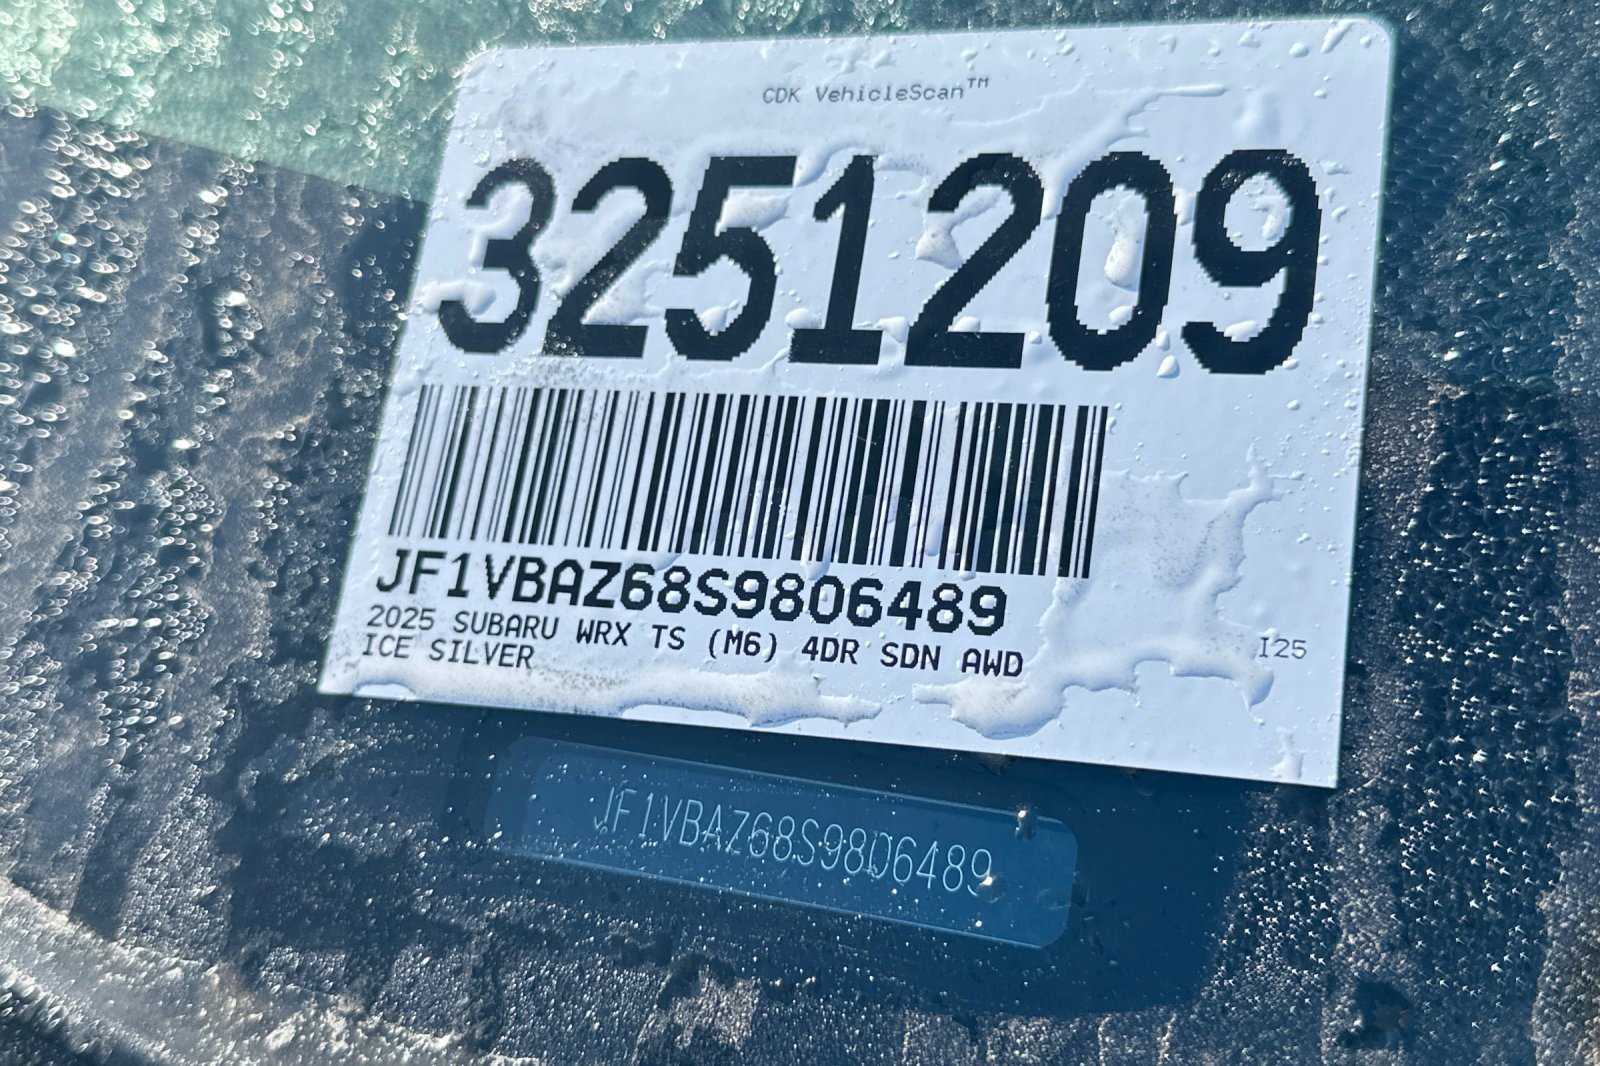 CDK VehicleScan™
3251209
JF1VBAZ68S9806489
2025 SUBARU WRX TS (M6) 4DR SDN AWD
ICE SILVER
I25
JF1VBAZ68S9806489